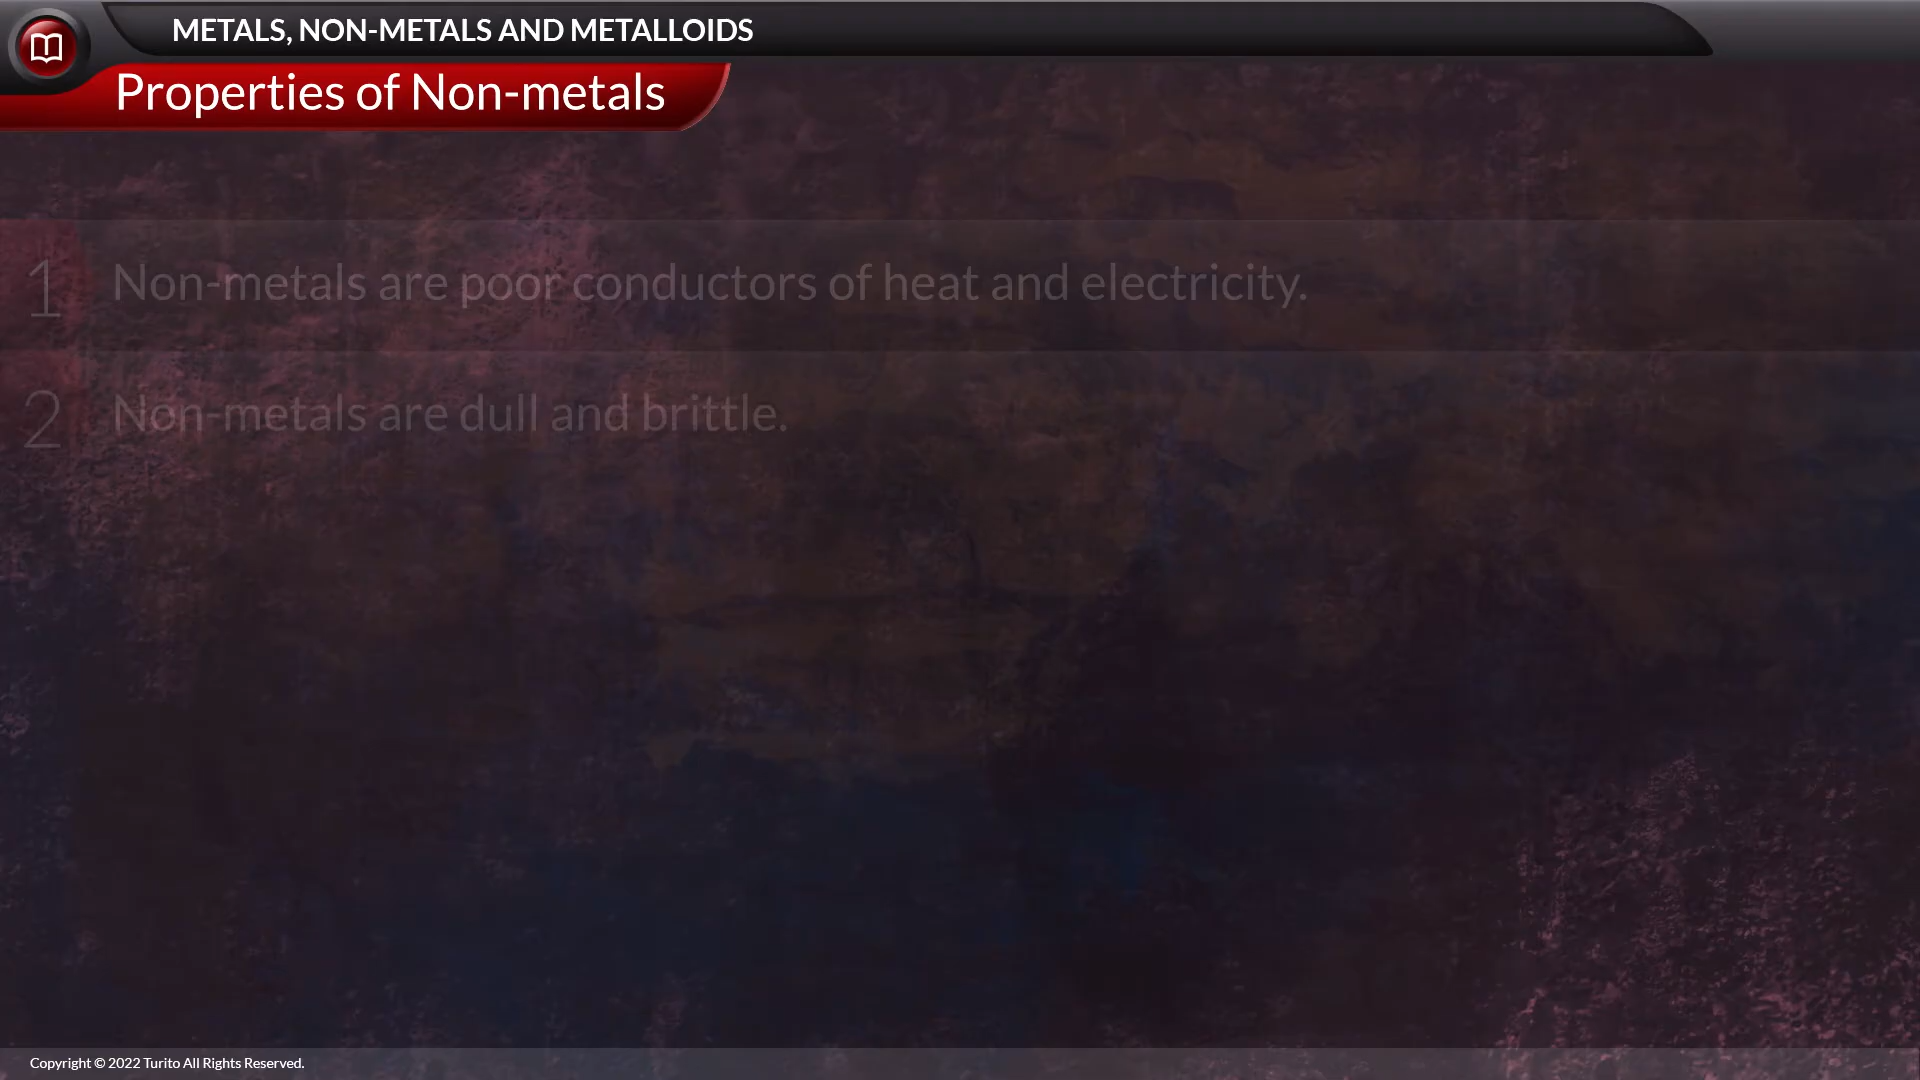 METALS, NON-METALS AND METALLOIDS
Properties of Non-metals
1 Non-metals are poor conductors of heat and electricity.
2 Non-metals are dull and brittle.
Copyright © 2022 Turito All Rights Reserved.